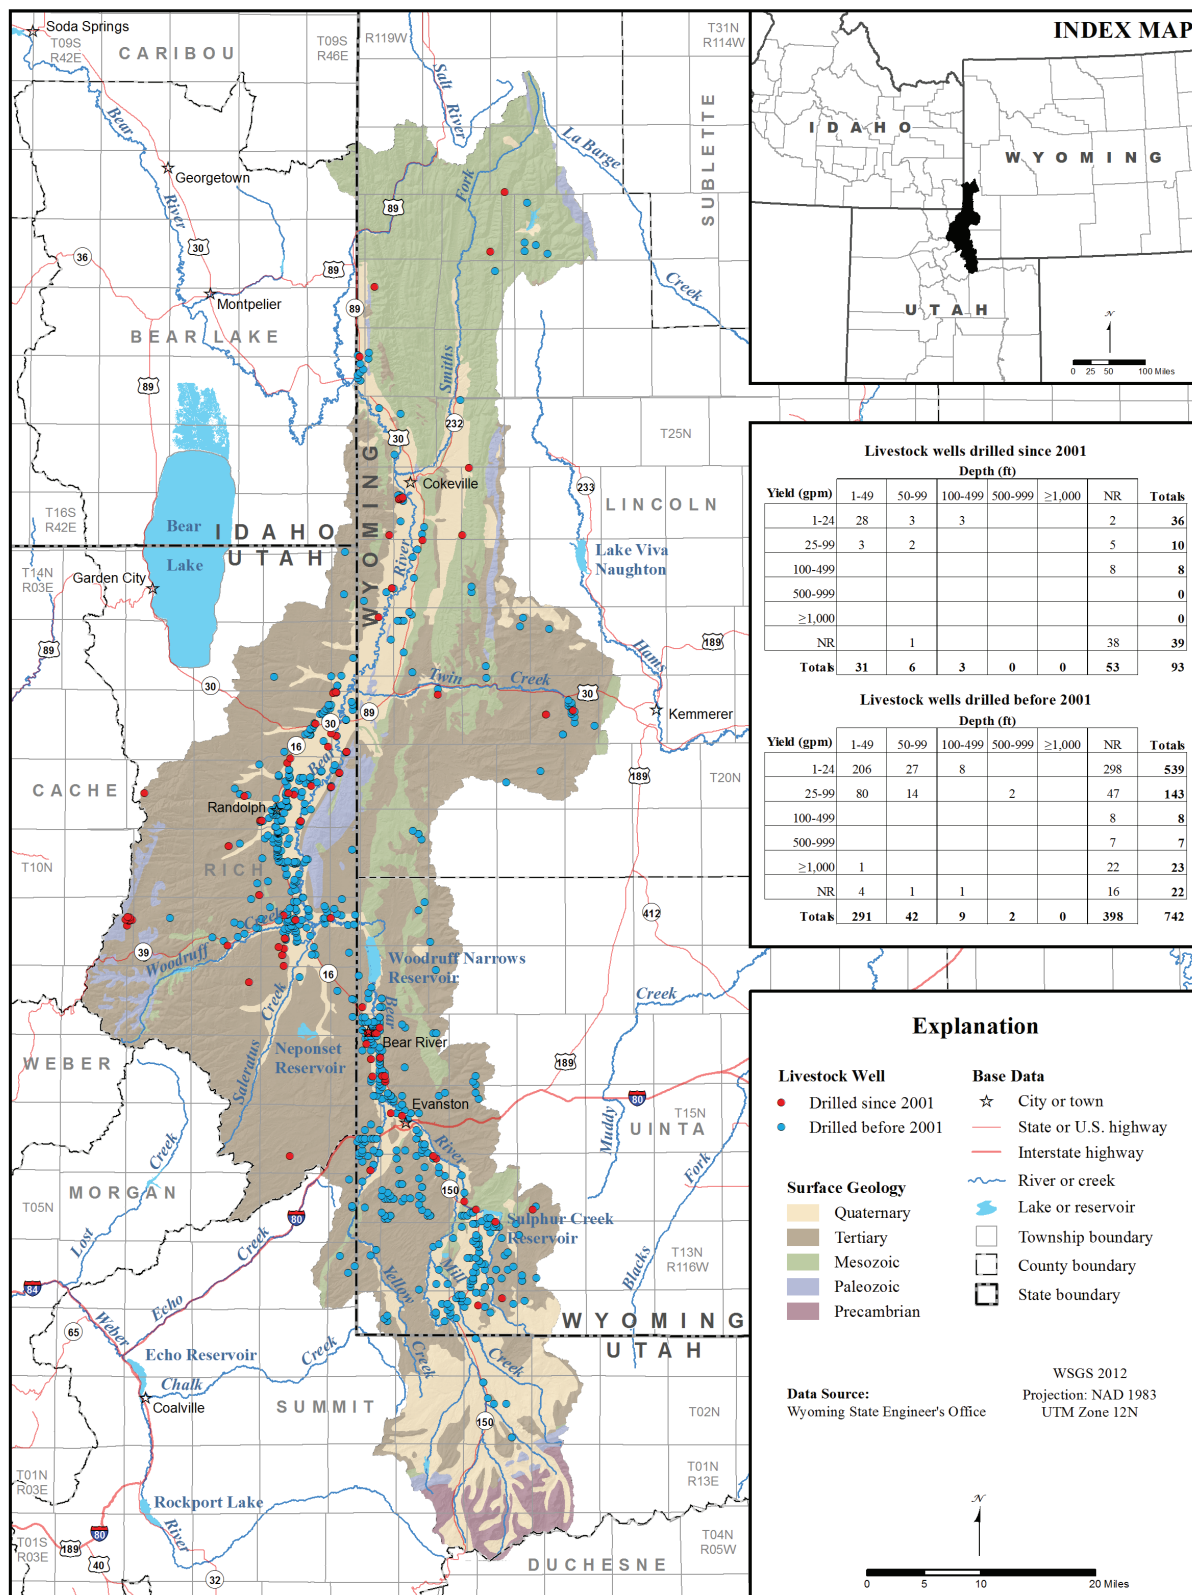 Soda Springs
T09S
R42E
CARIBOU
T09S
R46E
R119W
T31N
R114W
Salt River
Bear River
La Barge Creek
SUBLETTE
Georgetown
Fork
89
30
36
89
Montpelier
89
BEAR LAKE
89
Smiths
30
232
T25N
WYOMING
Cokeville
233
LINCOLN
T16S
R42E
Bear
Lake
IDAHO
UTAH
River
Lake Viva
Naughton
T14N
R03E
Garden City
89
Hams
189
30
Twin Creek
30
Kemmerer
89
30
16
Bear
189
T20N
CACHE
Randolph
RICH
T10N
412
Creek
39
Woodruff
16
Woodruff Narrows
Reservoir
Creek
Bear
Creek
Neponset
Reservoir
Bear River
WEBER
Saleratus
189
Evanston
80
T15N
UINTA
Muddy
Creek
River
Fork
MORGAN
T05N
150
80
Sulphur Creek
Reservoir
Lost
Creek
T13N
R116W
Blacks
Mill
Yellow
84
Echo
65
Weber
WYOMING
UTAH
Echo Reservoir
Creek
Creek
Creek
Chalk
Coalville
SUMMIT
T02N
150
T01N
R03E
T01N
R13E
Rockport Lake
River
80
T01S
R03E
189
40
T04N
R05W
DUCHESNE
32
INDEX MAP
IDAHO
WYOMING
UTAH
N
0 25 50 100 Miles
Livestock wells drilled since 2001
Depth (ft)
Yield (gpm) 1-49 50-99 100-499 500-999 ≥1,000 NR Totals
1-24 28 3 3 2 36
25-99 3 2 5 10
100-499 8 8
500-999 0
≥1,000 0
NR 1 38 39
Totals 31 6 3 0 0 53 93
Livestock wells drilled before 2001
Depth (ft)
Yield (gpm) 1-49 50-99 100-499 500-999 ≥1,000 NR Totals
1-24 206 27 8 298 539
25-99 80 14 2 47 143
100-499 8 8
500-999 7 7
≥1,000 1 22 23
NR 4 1 1 16 22
Totals 291 42 9 2 0 398 742
Explanation
Livestock Well
Drilled since 2001
Drilled before 2001
Surface Geology
Quaternary
Tertiary
Mesozoic
Paleozoic
Precambrian
Base Data
City or town
State or U.S. highway
Interstate highway
River or creek
Lake or reservoir
Township boundary
County boundary
State boundary
Data Source:
Wyoming State Engineer's Office
WSGS 2012
Projection: NAD 1983
UTM Zone 12N
N
0 5 10 20 Miles